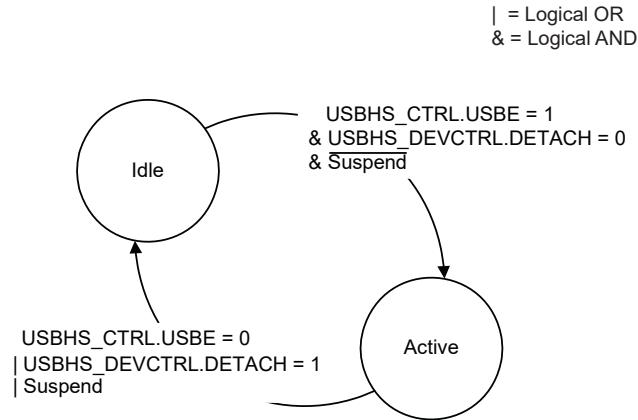 | = Logical OR
& = Logical AND
USBHS_CTRL.USBE = 1
& USBHS_DEVCTRL.DETACH = 0
& Suspend
Idle
Active
USBHS_CTRL.USBE = 0
| USBHS_DEVCTRL.DETACH = 1
| Suspend